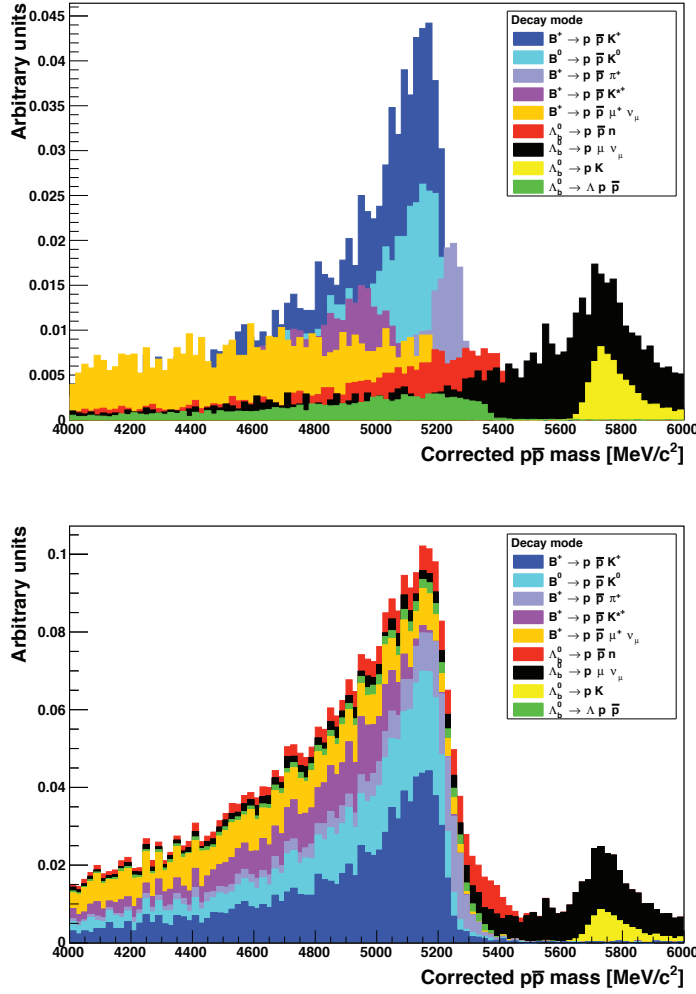 Arbitrary units
0.045
0.04
0.035
0.03
0.025
0.02
0.015
0.01
0.005
0
Decay mode
B⁺ → p p̅ K⁺
B⁰ → p p̅ K⁰
B⁺ → p p̅ π⁺
B⁺ → p p̅ K*⁺
B⁺ → p p̅ μ⁺ ν_μ
Λ_b⁰ → p p̅ n
Λ_b⁰ → p μ ν_μ
Λ_b⁰ → p K
Λ_b⁰ → Λ p p̅
4000 4200 4400 4600 4800 5000 5200 5400 5600 5800 6000
Corrected pp̅ mass [MeV/c²]
Arbitrary units
0.1
0.08
0.06
0.04
0.02
0
Decay mode
B⁺ → p p̅ K⁺
B⁰ → p p̅ K⁰
B⁺ → p p̅ π⁺
B⁺ → p p̅ K*⁺
B⁺ → p p̅ μ⁺ ν_μ
Λ_b⁰ → p p̅ n
Λ_b⁰ → p μ ν_μ
Λ_b⁰ → p K
Λ_b⁰ → Λ p p̅
4000 4200 4400 4600 4800 5000 5200 5400 5600 5800 6000
Corrected pp̅ mass [MeV/c²]